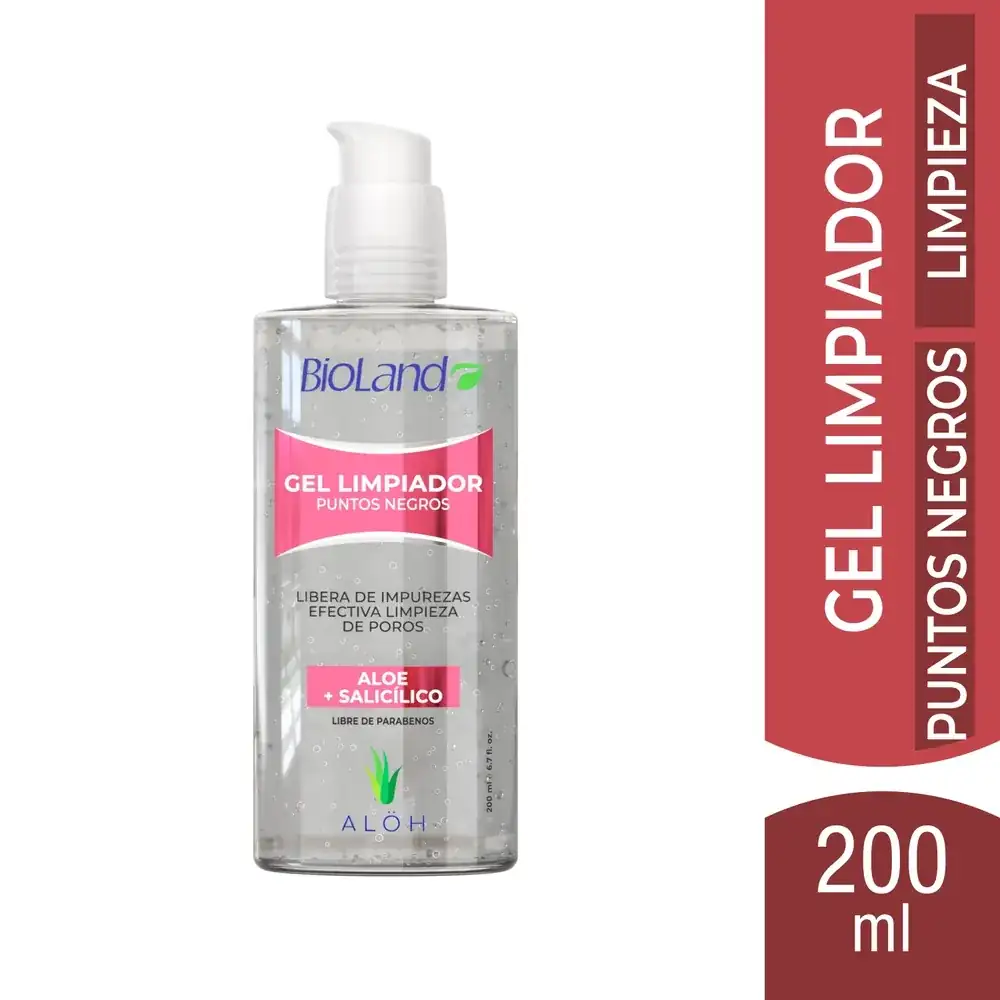 BioLand
GEL LIMPIADOR
PUNTOS NEGROS
LIBERA DE IMPUREZAS
EFECTIVA LIMPIEZA
DE POROS
ALOE
+ SALICÍLICO
LIBRE DE PARABENOS
200 ml - 6.7 fl. oz.
ALÖH
GEL LIMPIADOR
PUNTOS NEGROS LIMPIEZA
200
ml